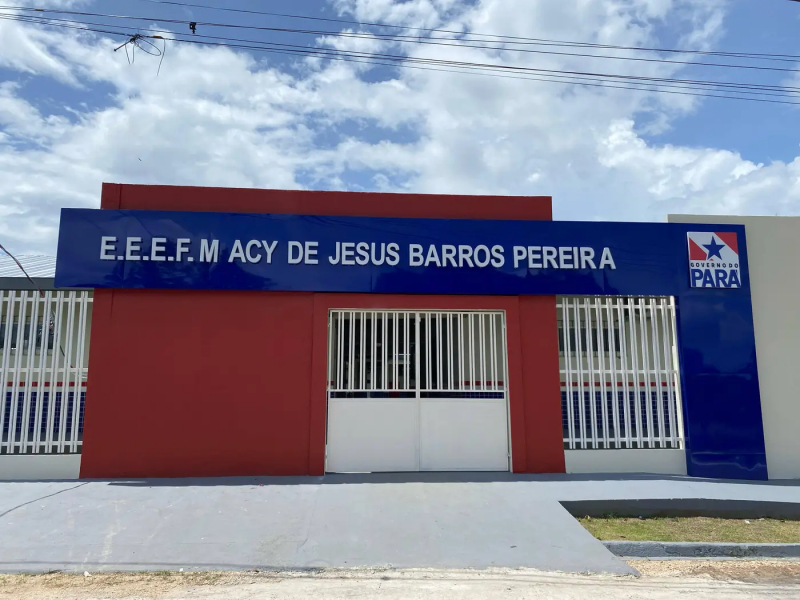 E.E.E.F. M ACY DE JESUS BARROS PEREIRA
GOVERNO DO
PARÁ